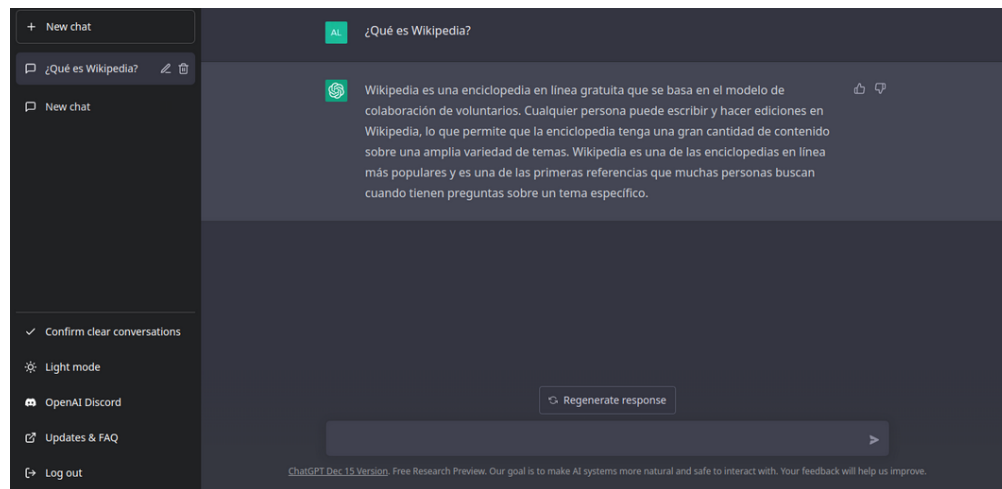 New chat
¿Qué es Wikipedia?
New chat
Confirm clear conversations
Light mode
OpenAI Discord
Updates & FAQ
Log out
AL
¿Qué es Wikipedia?
Wikipedia es una enciclopedia en línea gratuita que se basa en el modelo de
colaboración de voluntarios. Cualquier persona puede escribir y hacer ediciones en
Wikipedia, lo que permite que la enciclopedia tenga una gran cantidad de contenido
sobre una amplia variedad de temas. Wikipedia es una de las enciclopedias en línea
más populares y es una de las primeras referencias que muchas personas buscan
cuando tienen preguntas sobre un tema específico.
Regenerate response
ChatGPT Dec 15 Version. Free Research Preview. Our goal is to make AI systems more natural and safe to interact with. Your feedback will help us improve.